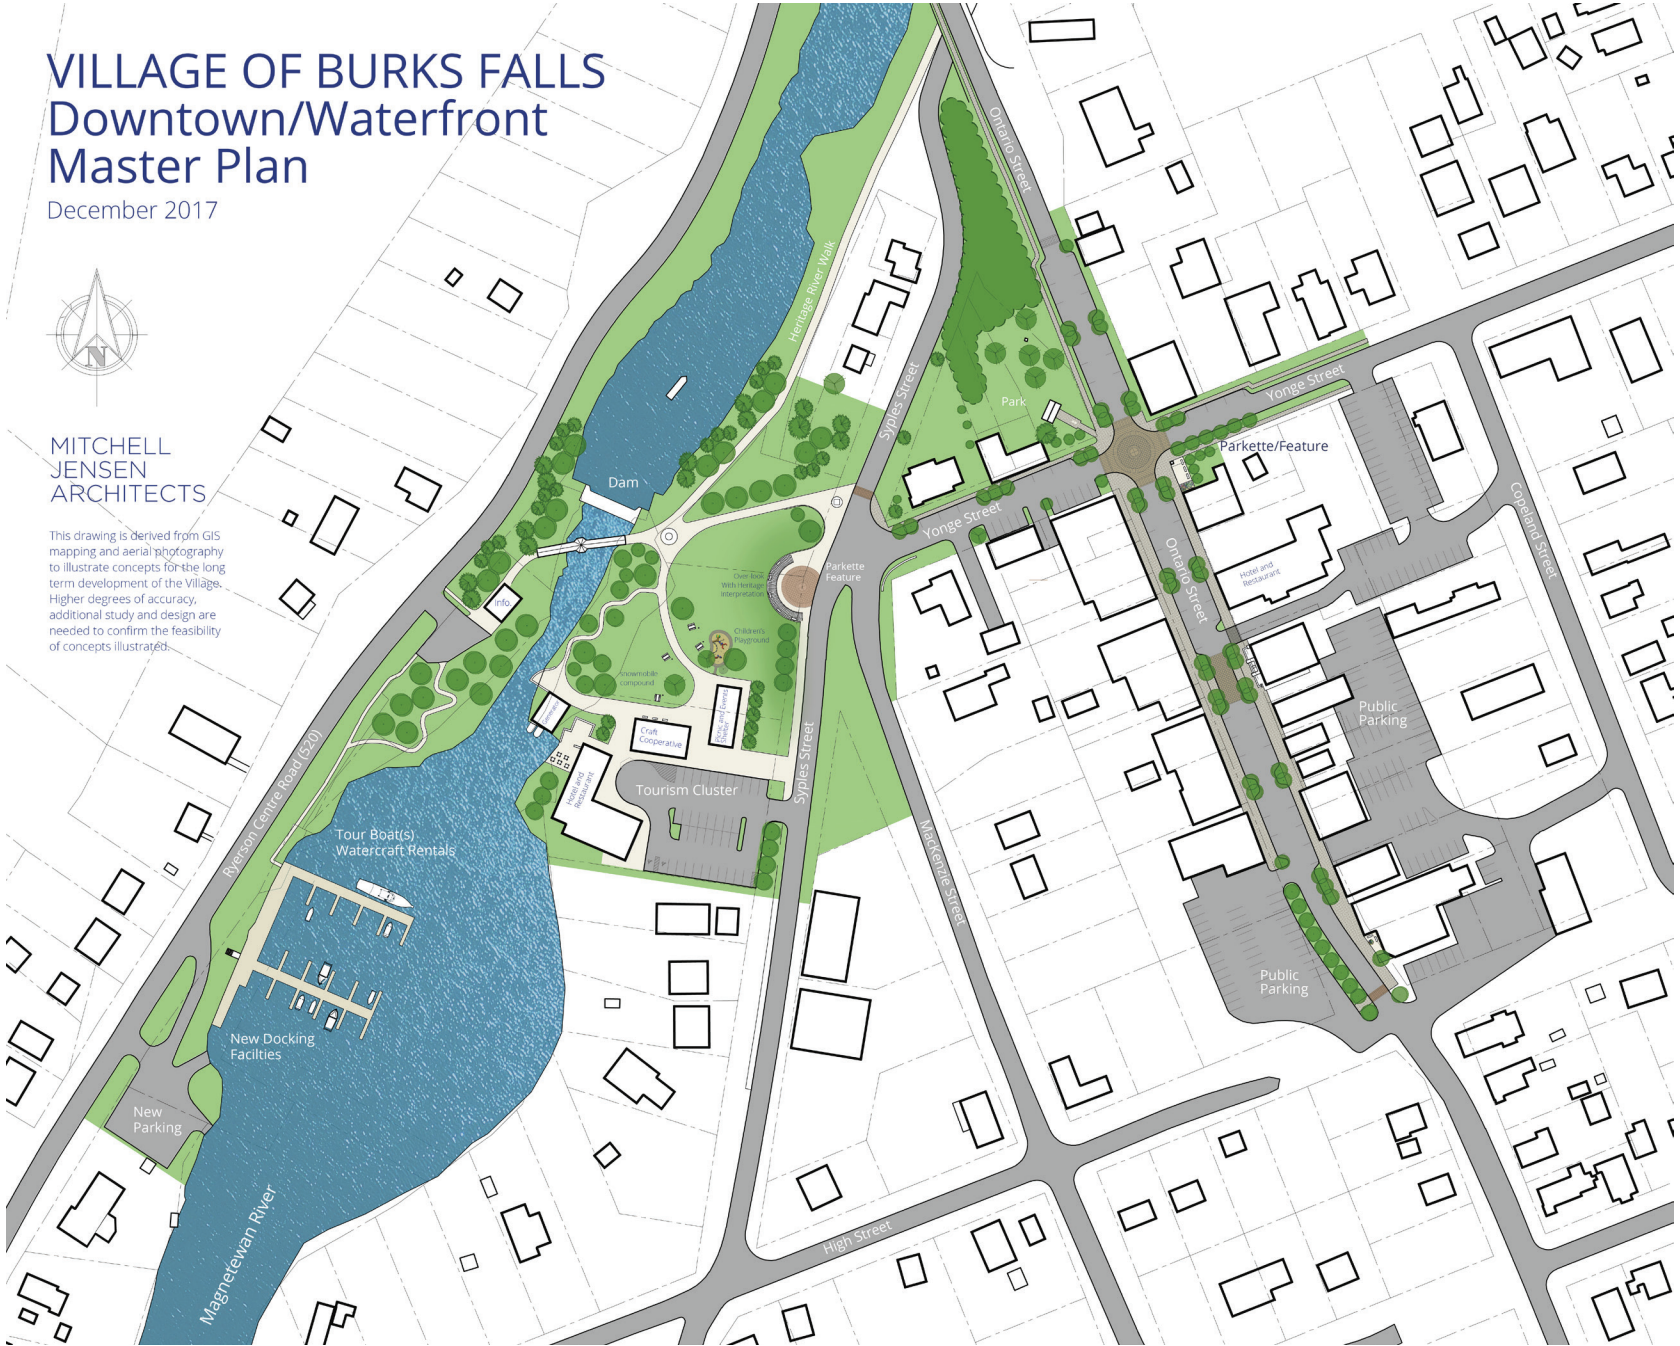 VILLAGE OF BURKS FALLS
Downtown/Waterfront
Master Plan
December 2017
N
MITCHELL
JENSEN
ARCHITECTS
This drawing is derived from GIS
mapping and aerial photography
to illustrate concepts for the long
term development of the Village.
Higher degrees of accuracy,
additional study and design are
needed to confirm the feasibility
of concepts illustrated.
Ontario Street
Heritage River Walk
Syples Street
Park
Yonge Street
Parkette/Feature
Dam
Yonge Street
Copeland Street
Parkette
Feature
Over look
With Heritage
Interpretation
Ontario Street
Hotel and
Restaurant
Info.
Children's
Playground
snowmobile
compound
Craft
Cooperative
Picnic and Events
Shelter
Public
Parking
Hotel and
Restaurant
Tourism Cluster
Syples Street
Ryerson Centre Road (520)
Tour Boat(s)
Watercraft Rentals
MacKenzie Street
Public
Parking
New Docking
Facilties
New
Parking
Magnetewan River
High Street